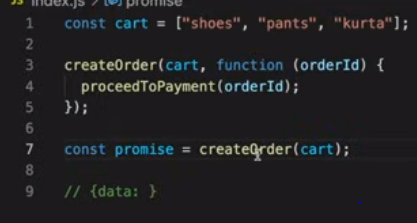 JS index.js > promise
1 const cart = ["shoes", "pants", "kurta"];
2
3 createOrder(cart, function (orderId) {
4 proceedToPayment(orderId);
5 });
6
7 const promise = createOrder(cart);
8
9 // {data: }